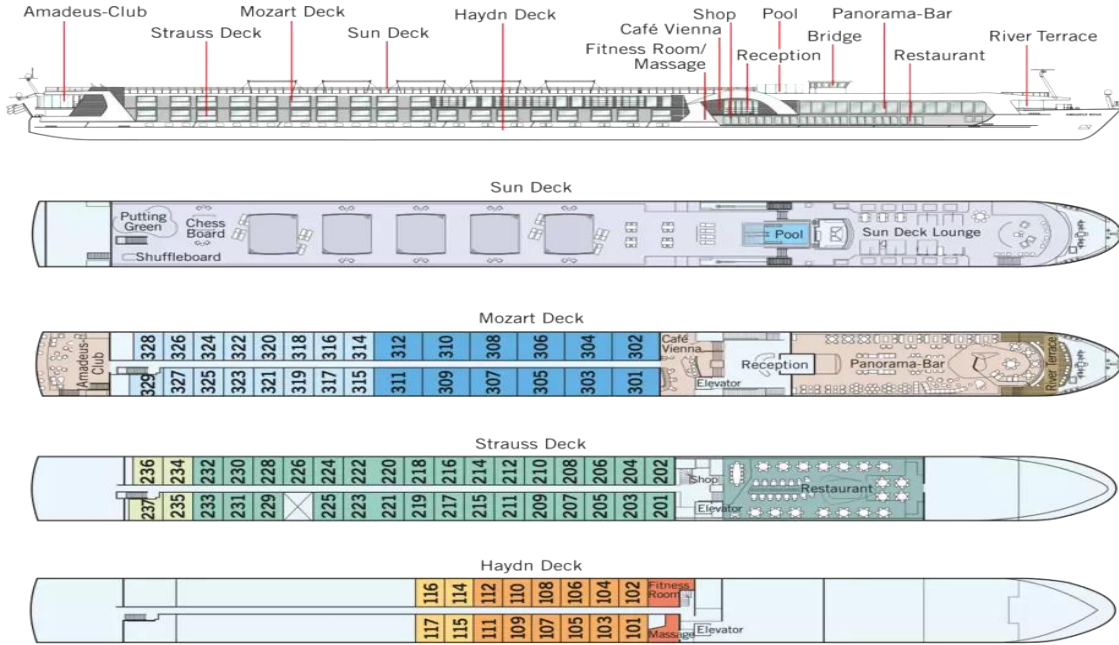 Amadeus-Club
Mozart Deck
Strauss Deck
Sun Deck
Haydn Deck
Shop
Café Vienna
Fitness Room/
Massage
Pool
Reception
Bridge
Panorama-Bar
Restaurant
River Terrace
Sun Deck
Putting
Green
Chess
Board
Shuffleboard
Pool
Sun Deck Lounge
Mozart Deck
Amadeus-
Club
328 326 324 322 320 318 316 314 312 310 308 306 304 302
329 327 325 323 321 319 317 315 311 309 307 305 303 301
Café
Vienna
Elevator
Reception
Panorama-Bar
River Terrace
Strauss Deck
236 234 232 230 228 226 224 222 220 218 216 214 212 210 208 206 204 202
237 235 233 231 229 225 223 221 219 217 215 211 209 207 205 203 201
Shop
Elevator
Restaurant
Haydn Deck
116 114 112 110 108 106 104 102
117 115 111 109 107 105 103 101
Fitness
Room
Massage
Elevator